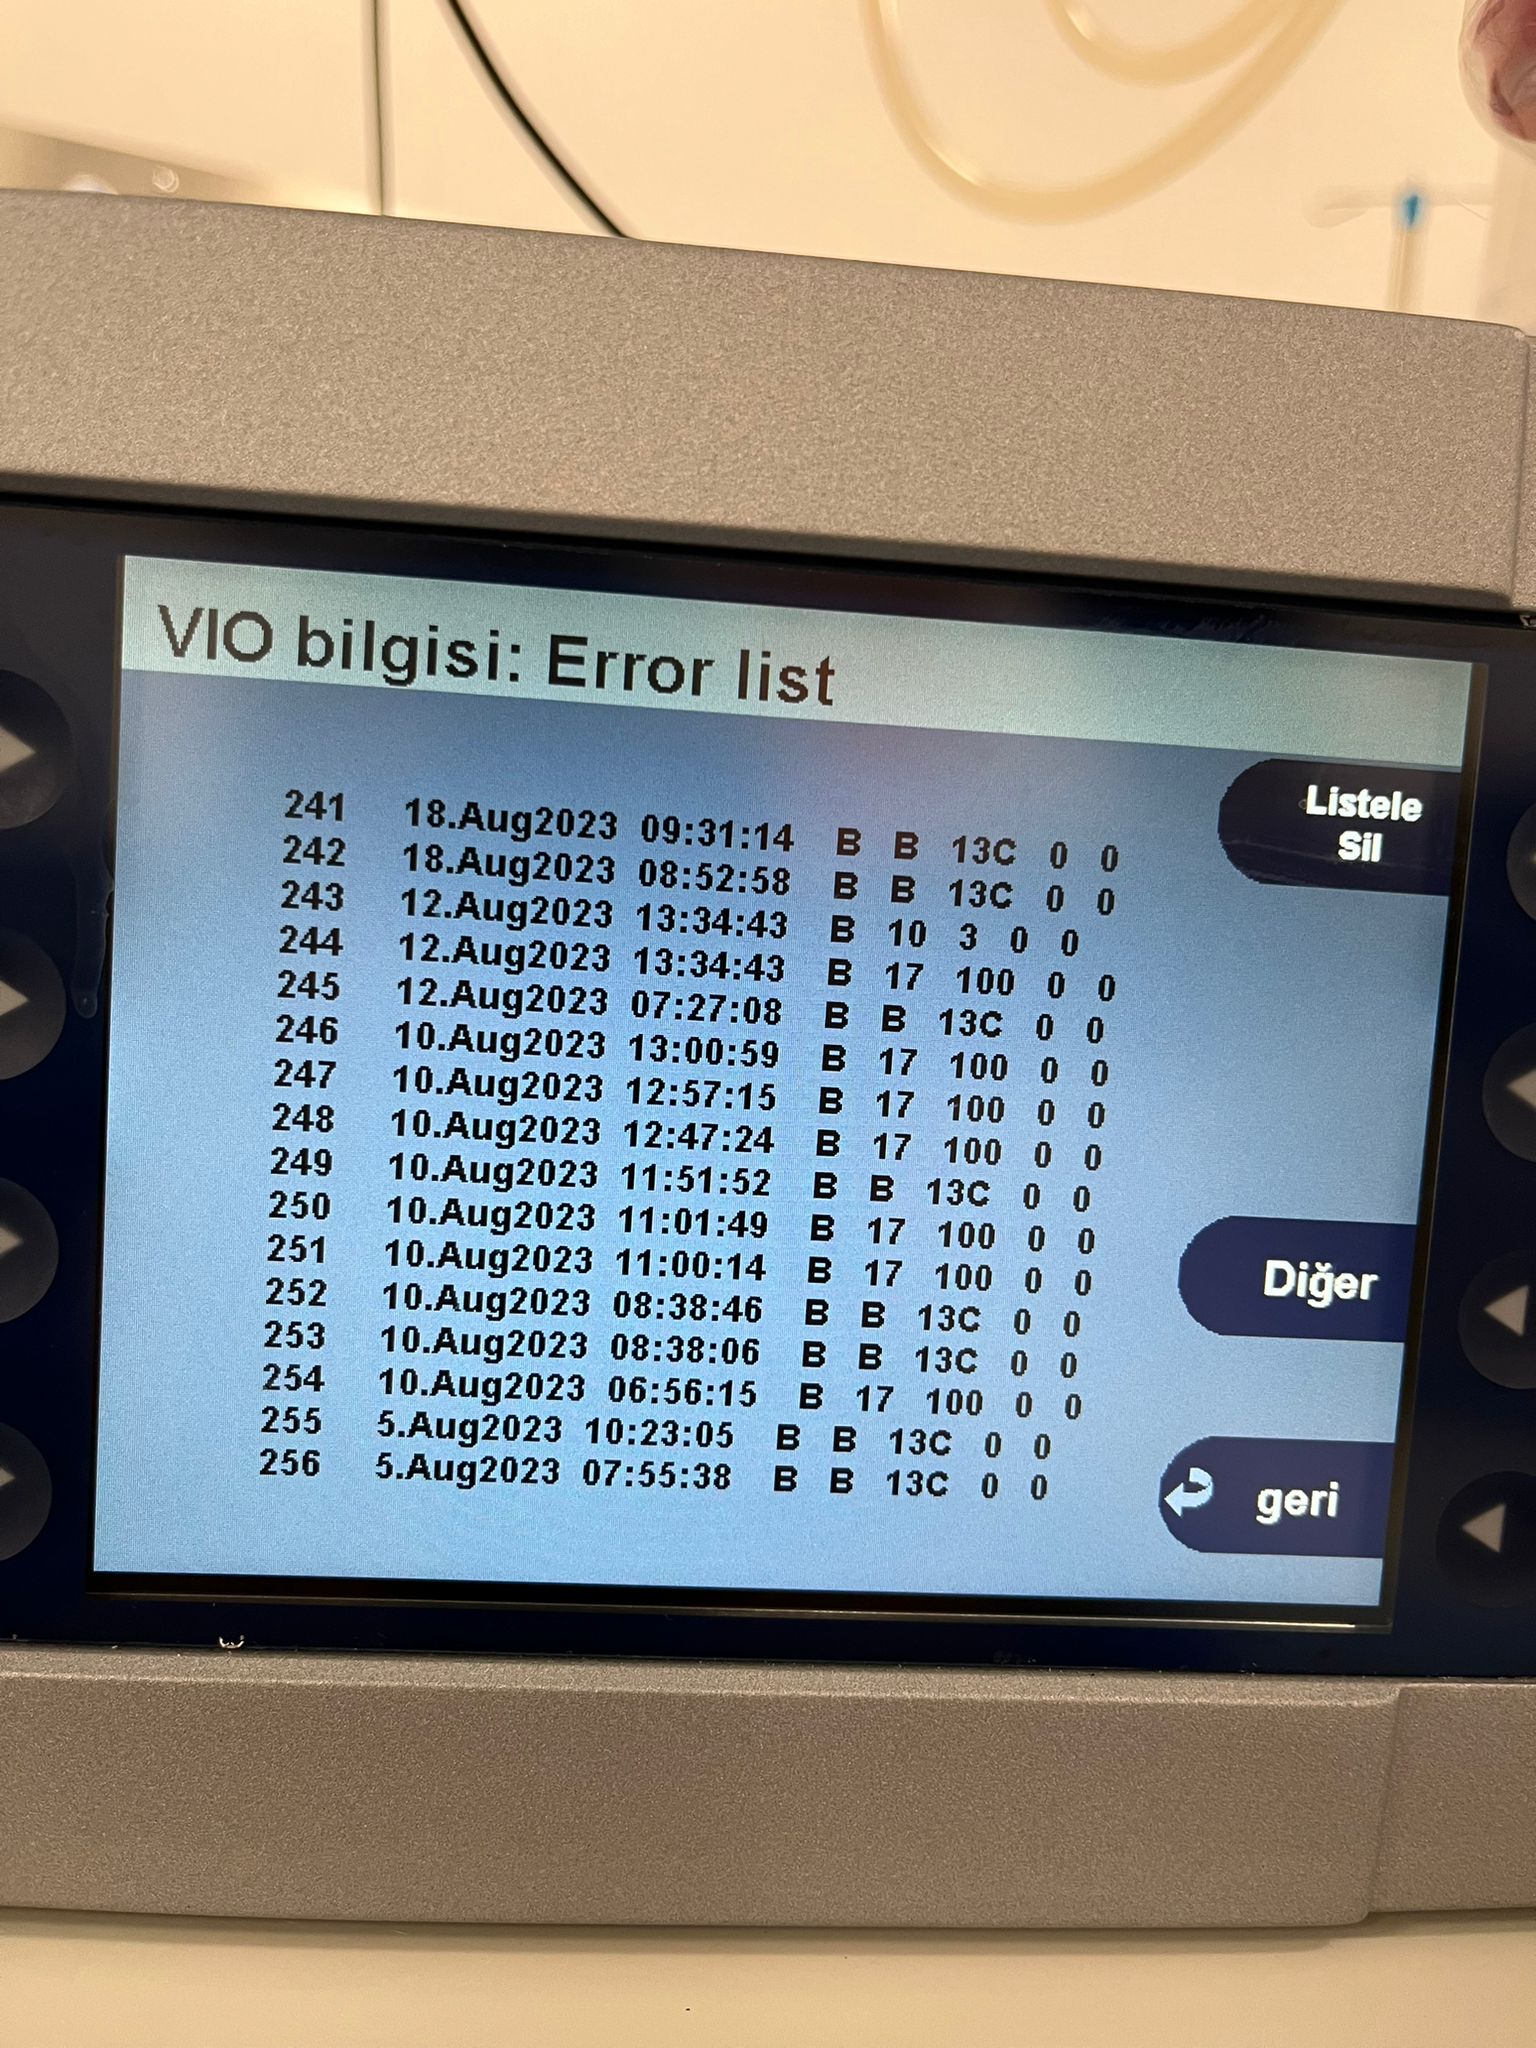 VIO bilgisi: Error list
241 18.Aug2023 09:31:14 B B 13C 0 0
242 18.Aug2023 08:52:58 B B 13C 0 0
243 12.Aug2023 13:34:43 B 10 3 0 0
244 12.Aug2023 13:34:43 B 17 100 0 0
245 12.Aug2023 07:27:08 B B 13C 0 0
246 10.Aug2023 13:00:59 B 17 100 0 0
247 10.Aug2023 12:57:15 B 17 100 0 0
248 10.Aug2023 12:47:24 B 17 100 0 0
249 10.Aug2023 11:51:52 B B 13C 0 0
250 10.Aug2023 11:01:49 B 17 100 0 0
251 10.Aug2023 11:00:14 B 17 100 0 0
252 10.Aug2023 08:38:46 B B 13C 0 0
253 10.Aug2023 08:38:06 B B 13C 0 0
254 10.Aug2023 06:56:15 B 17 100 0 0
255 5.Aug2023 10:23:05 B B 13C 0 0
256 5.Aug2023 07:55:38 B B 13C 0 0
Listele
Sil
Diğer
geri